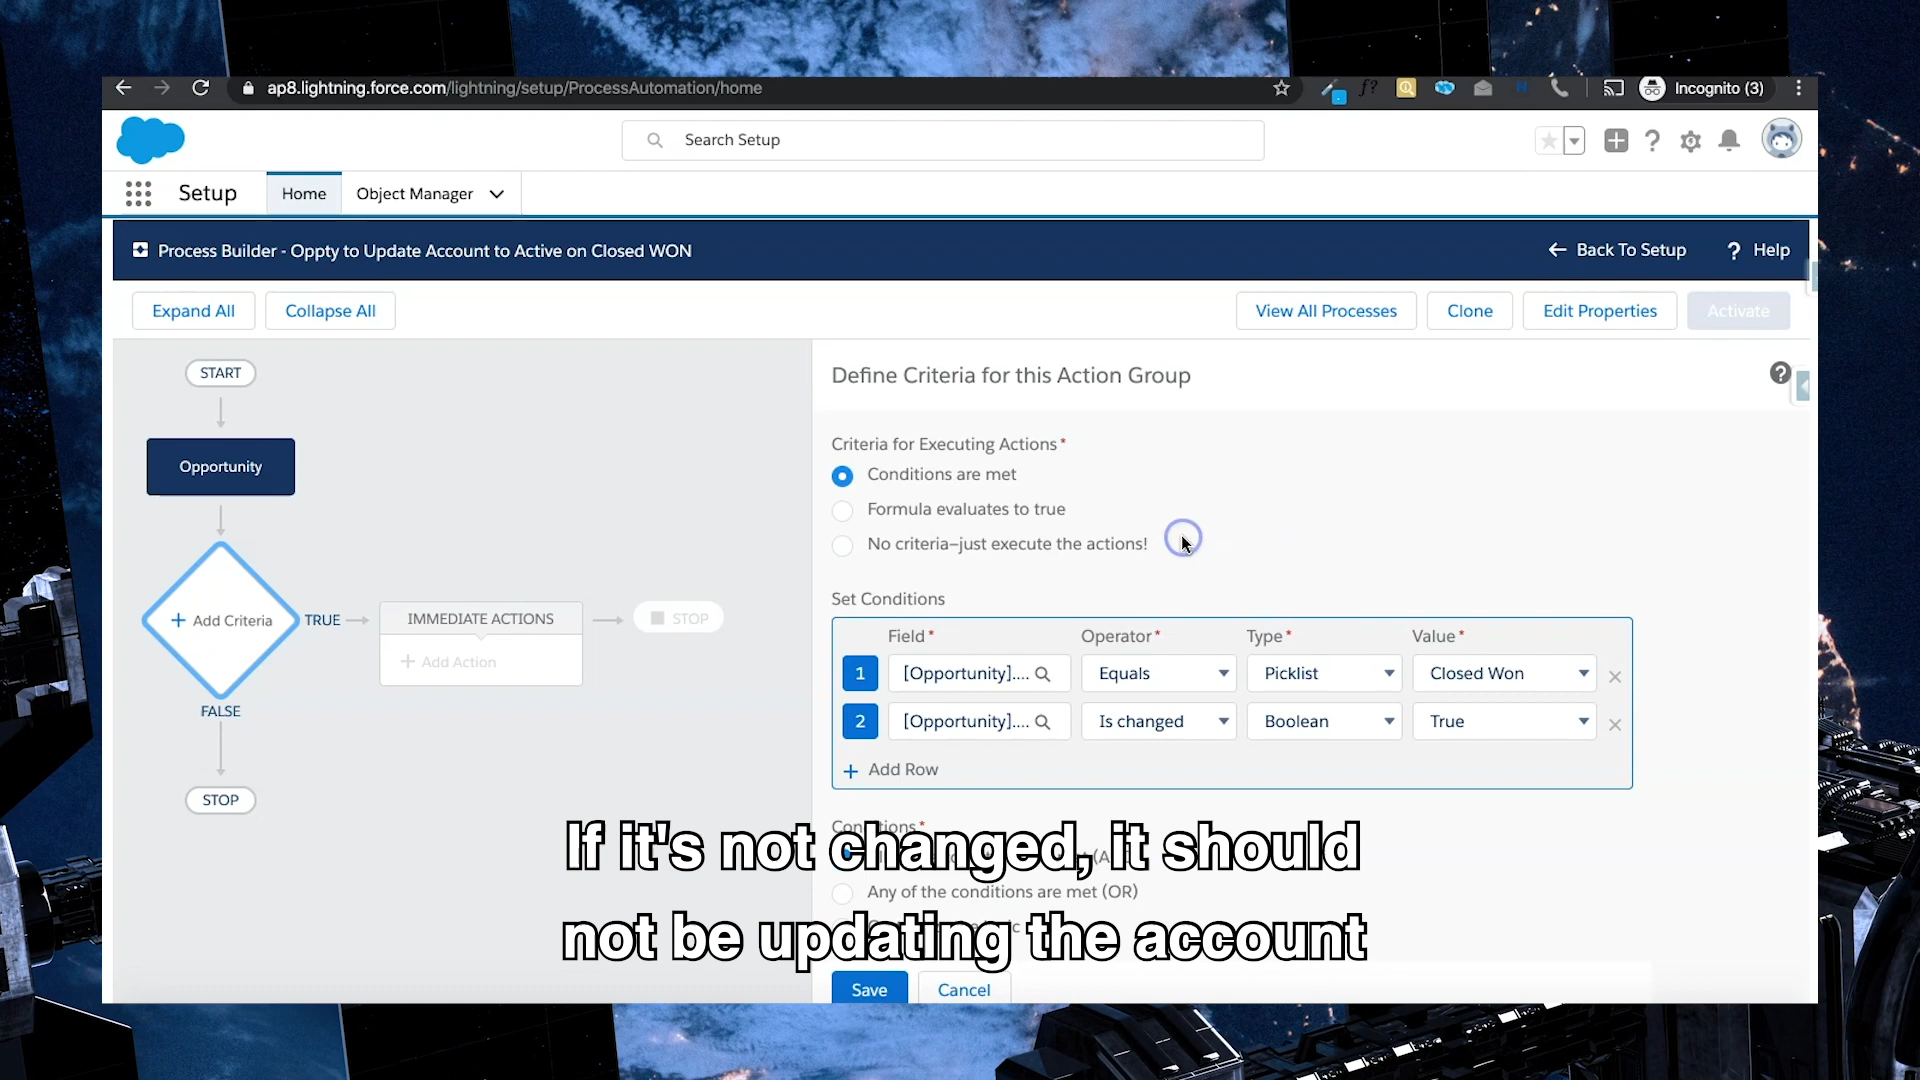 ap8.lightning.force.com/lightning/setup/ProcessAutomation/home
f?
Incognito (3)
Search Setup
Setup
Home
Object Manager
Process Builder - Oppty to Update Account to Active on Closed WON
Back To Setup
? Help
Expand All
Collapse All
View All Processes
Clone
Edit Properties
Activate
START
Opportunity
+ Add Criteria
TRUE
IMMEDIATE ACTIONS
+ Add Action
STOP
FALSE
STOP
Define Criteria for this Action Group
Criteria for Executing Actions*
Conditions are met
Formula evaluates to true
No criteria—just execute the actions!
Set Conditions
Field*
Operator*
Type*
Value*
1
[Opportunity]....
Equals
Picklist
Closed Won
2
[Opportunity]....
Is changed
Boolean
True
+ Add Row
Conditions*
Any of the conditions are met (OR)
If it's not changed, it should
not be updating the account
Save
Cancel